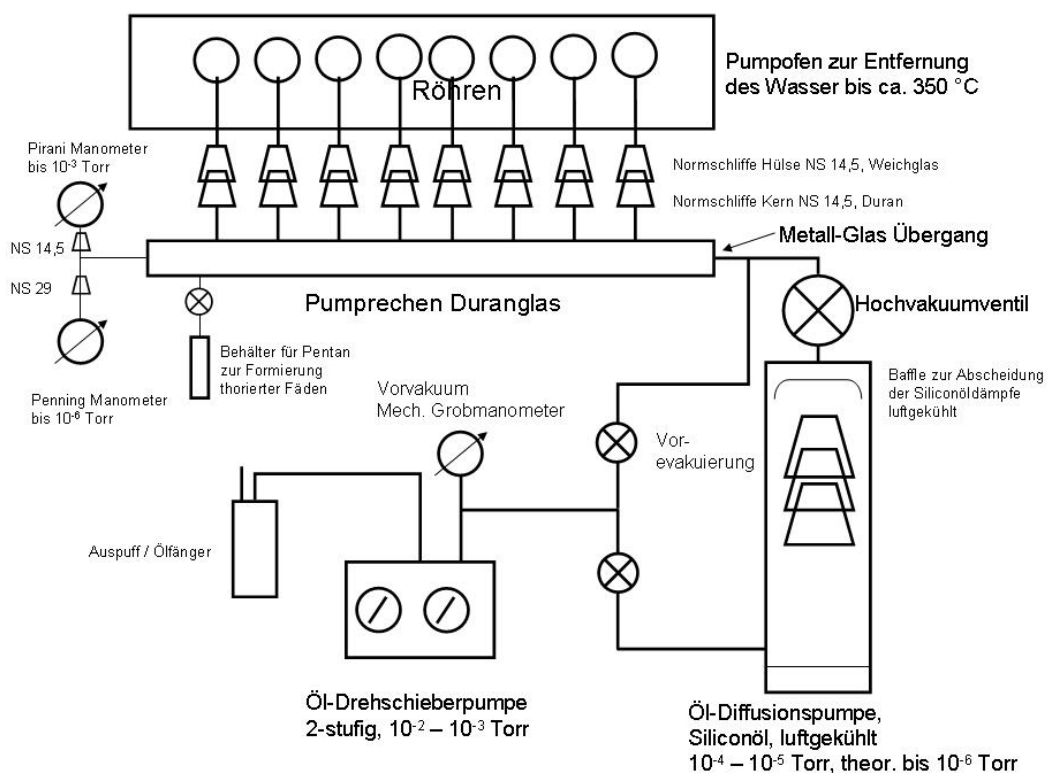 Pumpofen zur Entfernung
des Wasser bis ca. 350 °C
Röhren
Pirani Manometer
bis 10⁻³ Torr
Normschliffe Hülse NS 14,5, Weichglas
Normschliffe Kern NS 14,5, Duran
NS 14,5
Metall-Glas Übergang
NS 29
Pumprechen Duranglas
Hochvakuumventil
Behälter für Pentan
zur Formierung
thorierter Fäden
Penning Manometer
bis 10⁻⁶ Torr
Vorvakuum
Mech. Grobmanometer
Baffle zur Abscheidung
der Siliconöldämpfe
luftgekühlt
Vor-
evakuierung
Auspuff / Ölfänger
Öl-Drehschieberpumpe
2-stufig, 10⁻² – 10⁻³ Torr
Öl-Diffusionspumpe,
Siliconöl, luftgekühlt
10⁻⁴ – 10⁻⁵ Torr, theor. bis 10⁻⁶ Torr